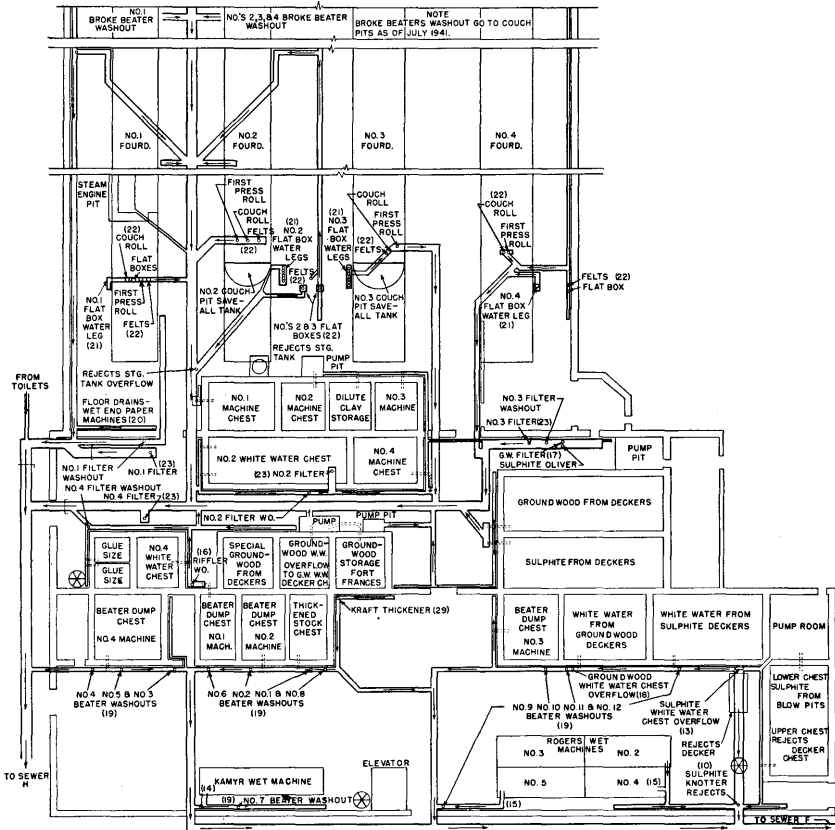 NO.1
BROKE BEATER
WASHOUT
NO.'S 2,3,&4 BROKE BEATER
WASHOUT
NOTE
BROKE BEATERS WASHOUT GO TO COUCH
PITS AS OF JULY 1941.
NO.1
FOURD.
NO.2
FOURD.
NO.3
FOURD.
NO.4
FOURD.
STEAM
ENGINE
PIT
FIRST
PRESS
ROLL
COUCH
ROLL
FELTS
(22)
(21)
NO.2
FLAT BOX
WATER
LEGS
(21)
NO.3
FLAT
BOX
WATER
LEGS
COUCH
ROLL
FIRST
PRESS
ROLL
(22)
FELTS
(22)
COUCH
ROLL
FIRST
PRESS
ROLL
(22)
COUCH
ROLL
FLAT
BOXES
NO.1
FLAT
BOX
WATER
LEG
(21)
FIRST
PRESS
ROLL
FELTS
(22)
NO.2 COUCH
PIT SAVE-
ALL TANK
FELTS
(22)
NO.3 COUCH
PIT SAVE-
ALL TANK
NO.4
FLAT BOX
WATER LEG
(21)
FELTS (22)
FLAT BOX
NO.'S 2 & 3 FLAT
BOXES (22)
REJECTS STG.
TANK
PUMP
PIT
REJECTS STG.
TANK OVERFLOW
FROM
TOILETS
FLOOR DRAINS-
WET END PAPER
MACHINES (20)
NO.1
MACHINE
CHEST
NO.2
MACHINE
CHEST
DILUTE
CLAY
STORAGE
NO.3
MACHINE
NO.3 FILTER
WASHOUT
NO.3 FILTER(23)
G.W. FILTER(17)
SULPHITE OLIVER
PUMP
PIT
NO.2 WHITE WATER CHEST
(23) NO.2 FILTER
NO.4
MACHINE
CHEST
(23)
NO.1 FILTER
NO.1 FILTER
WASHOUT
NO.4 FILTER WASHOUT
NO.4 FILTER-(23)
NO.2 FILTER WO.
PUMP
PUMP PIT
GROUNDWOOD FROM DECKERS
SULPHITE FROM DECKERS
GLUE
SIZE
GLUE
SIZE
NO.4
WHITE
WATER
CHEST
(16)
RIFFLER
WO.
SPECIAL
GROUND-
WOOD
FROM
DECKERS
GROUND-
WOOD W.W.
OVERFLOW
TO G.W. W.W.
DECKER CH.
GROUND-
WOOD
STORAGE
FORT
FRANCES
BEATER DUMP
CHEST
NO.4 MACHINE
BEATER
DUMP
CHEST
NO.1
MACH.
BEATER
DUMP
CHEST
NO.2
MACHINE
THICK-
ENED
STOCK
CHEST
KRAFT THICKENER (29)
BEATER
DUMP
CHEST
NO.3
MACHINE
WHITE WATER
FROM
GROUNDWOOD
DECKERS
WHITE WATER FROM
SULPHITE DECKERS
PUMP ROOM
NO.4 NO.5 & NO.3
BEATER WASHOUTS
(19)
NO.6 NO.2 NO.1 & NO.8
BEATER WASHOUTS
(19)
GROUNDWOOD
WHITE WATER CHEST
OVERFLOW(18)
NO.9 NO.10 NO.11 & NO.12
BEATER WASHOUTS
(19)
SULPHITE
WHITE WATER
CHEST OVERFLOW
(13)
LOWER CHEST
SULPHITE
FROM
BLOW PITS
UPPER CHEST
REJECTS
DECKER
CHEST
ROGERS WET
MACHINES
NO.3
NO.2
NO.5
NO.4
(15)
(15)
REJECTS
DECKER
(10)
SULPHITE
KNOTTER
REJECTS
TO SEWER
H
KAMYR WET MACHINE
(14)
(19) NO.7 BEATER WASHOUT
ELEVATOR
TO SEWER F